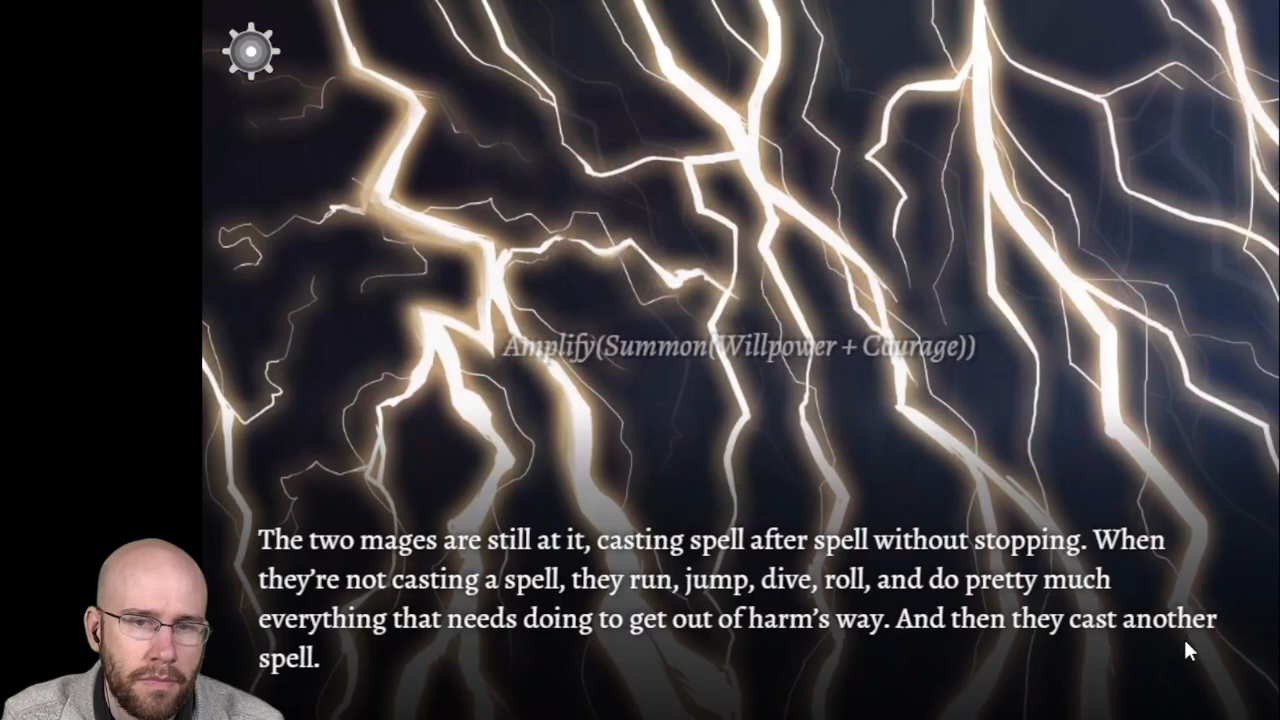 Amplify(Summon(Willpower + Courage))
The two mages are still at it, casting spell after spell without stopping. When
they’re not casting a spell, they run, jump, dive, roll, and do pretty much
everything that needs doing to get out of harm’s way. And then they cast another
spell.